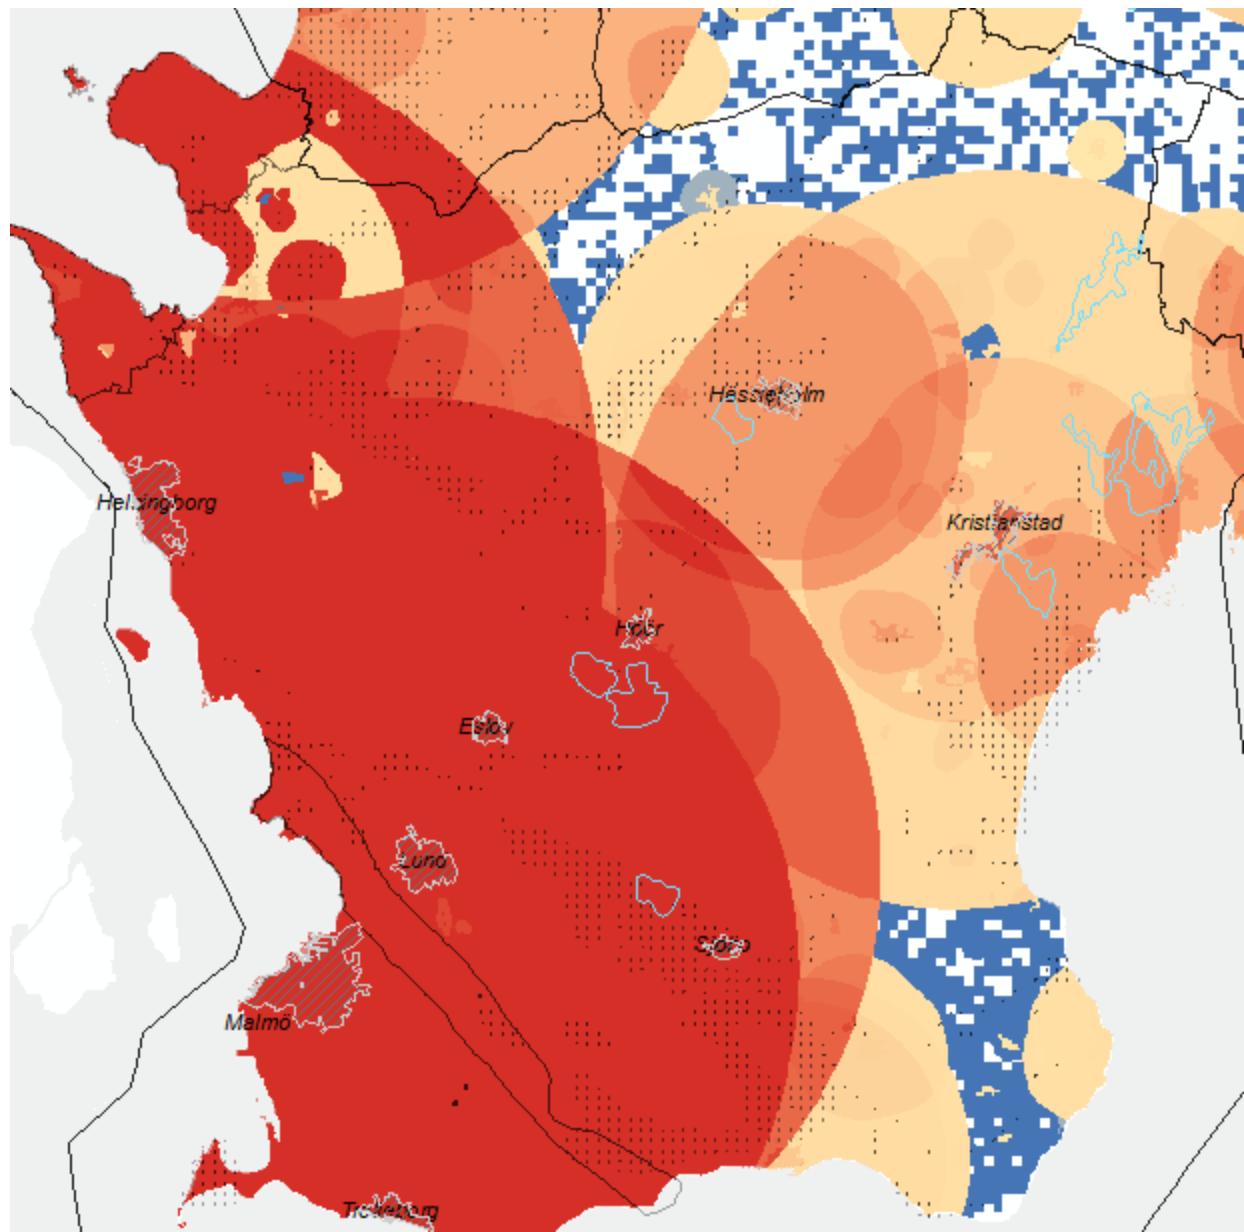 Hässleholm
Helsingborg
Kristianstad
Höör
Eslöv
Lund
Sjöbo
Malmö
Trelleborg